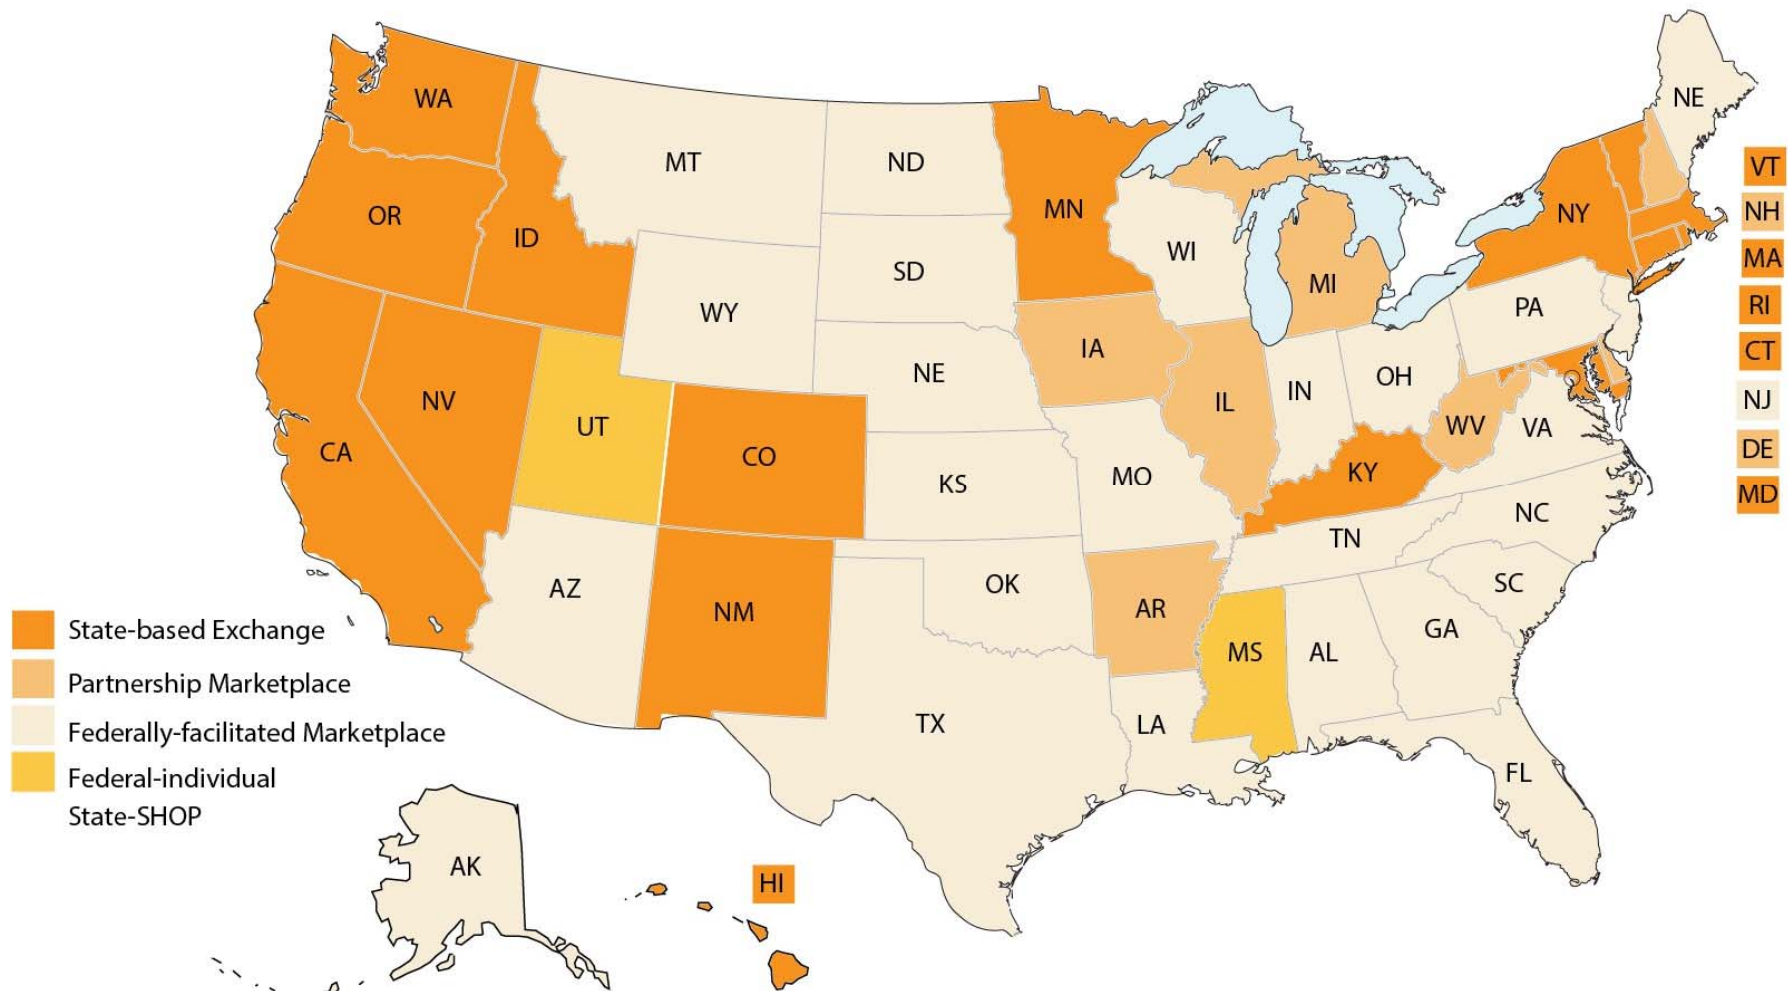 WA
MT
ND
MN
NE
OR
ID
SD
WI
MI
NY
VT
NH
MA
RI
CT
NJ
DE
MD
WY
NE
IA
IL
IN
OH
PA
WV
VA
NV
UT
CO
KS
MO
KY
CA
AZ
NM
OK
AR
TN
NC
SC
TX
LA
MS
AL
GA
FL
State-based Exchange
Partnership Marketplace
Federally-facilitated Marketplace
Federal-individual
State-SHOP
AK
HI